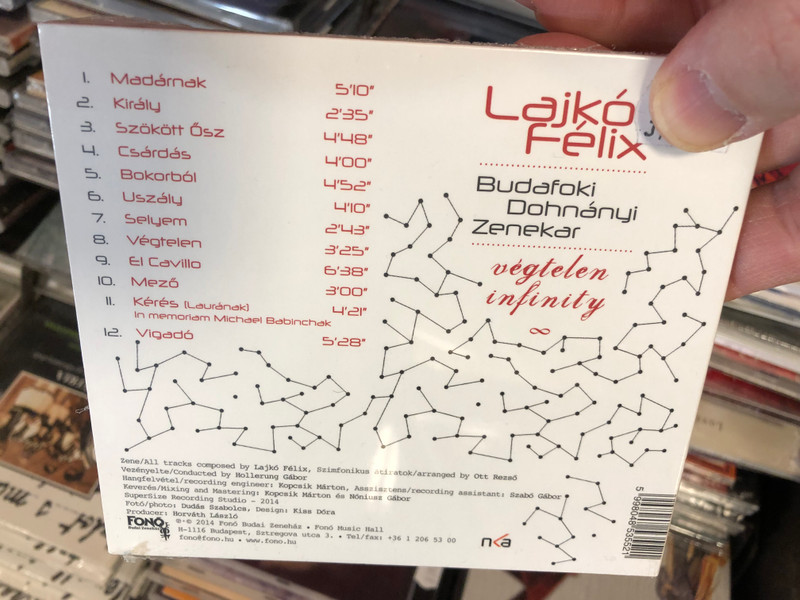 1. Madárnak 5'10"
2. Király 2'35"
3. Szökött Ősz 4'48"
4. Csárdás 4'00"
5. Bokorból 4'52"
6. Uszály 4'10"
7. Selyem 2'43"
8. Végtelen 3'25"
9. El Cavillo 6'38"
10. Mező 3'00"
11. Kérés (Laurának) 4'21"
In memoriam Michael Babinchak
12. Vigadó 5'28"
Lajkó
Félix
Budafoki
Dohnányi
Zenekar
végtelen
infinity
∞
Zene/All tracks composed by Lajkó Félix, Szimfonikus átiratok/arranged by Ott Rezső
Vezényelte/Conducted by Hollerung Gábor
Hangfelvétel/recording engineer: Kopcsik Márton, Asszisztens/recording assistant: Szabó Gábor
Keverés/Mixing and Mastering: Kopcsik Márton és Nóniusz Gábor
SuperSize Recording Studio - 2014
Fotó/photo: Dudás Szabolcs, Design: Kiss Dóra
Producer: Horváth László
FONÓ
Budai Zeneház
℗·© 2014 Fonó Budai Zeneház • Fonó Music Hall
H-1116 Budapest, Sztregova utca 3. • Tel/fax: +36 1 206 53 00
fono@fono.hu • www.fono.hu
nka
5998048535521